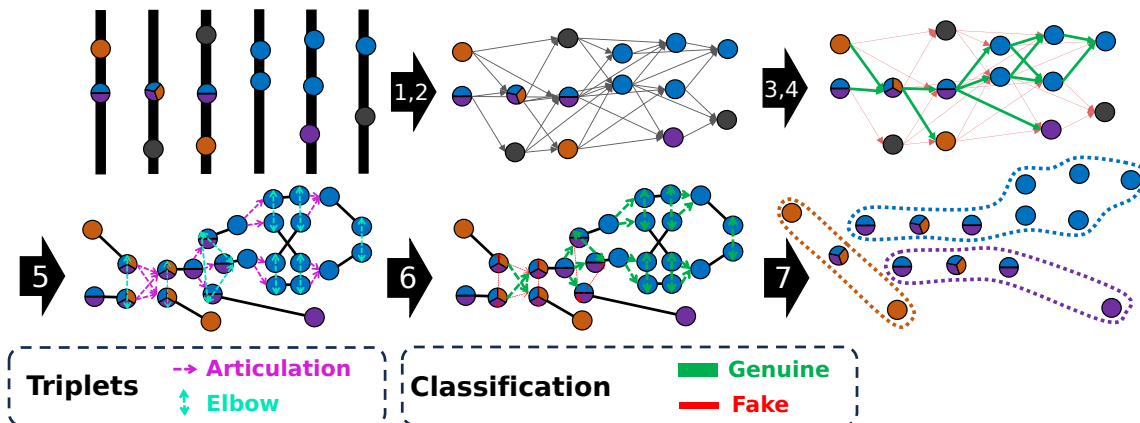 1,2
3,4
5
6
7
Triplets
Articulation
Elbow
Classification
Genuine
Fake